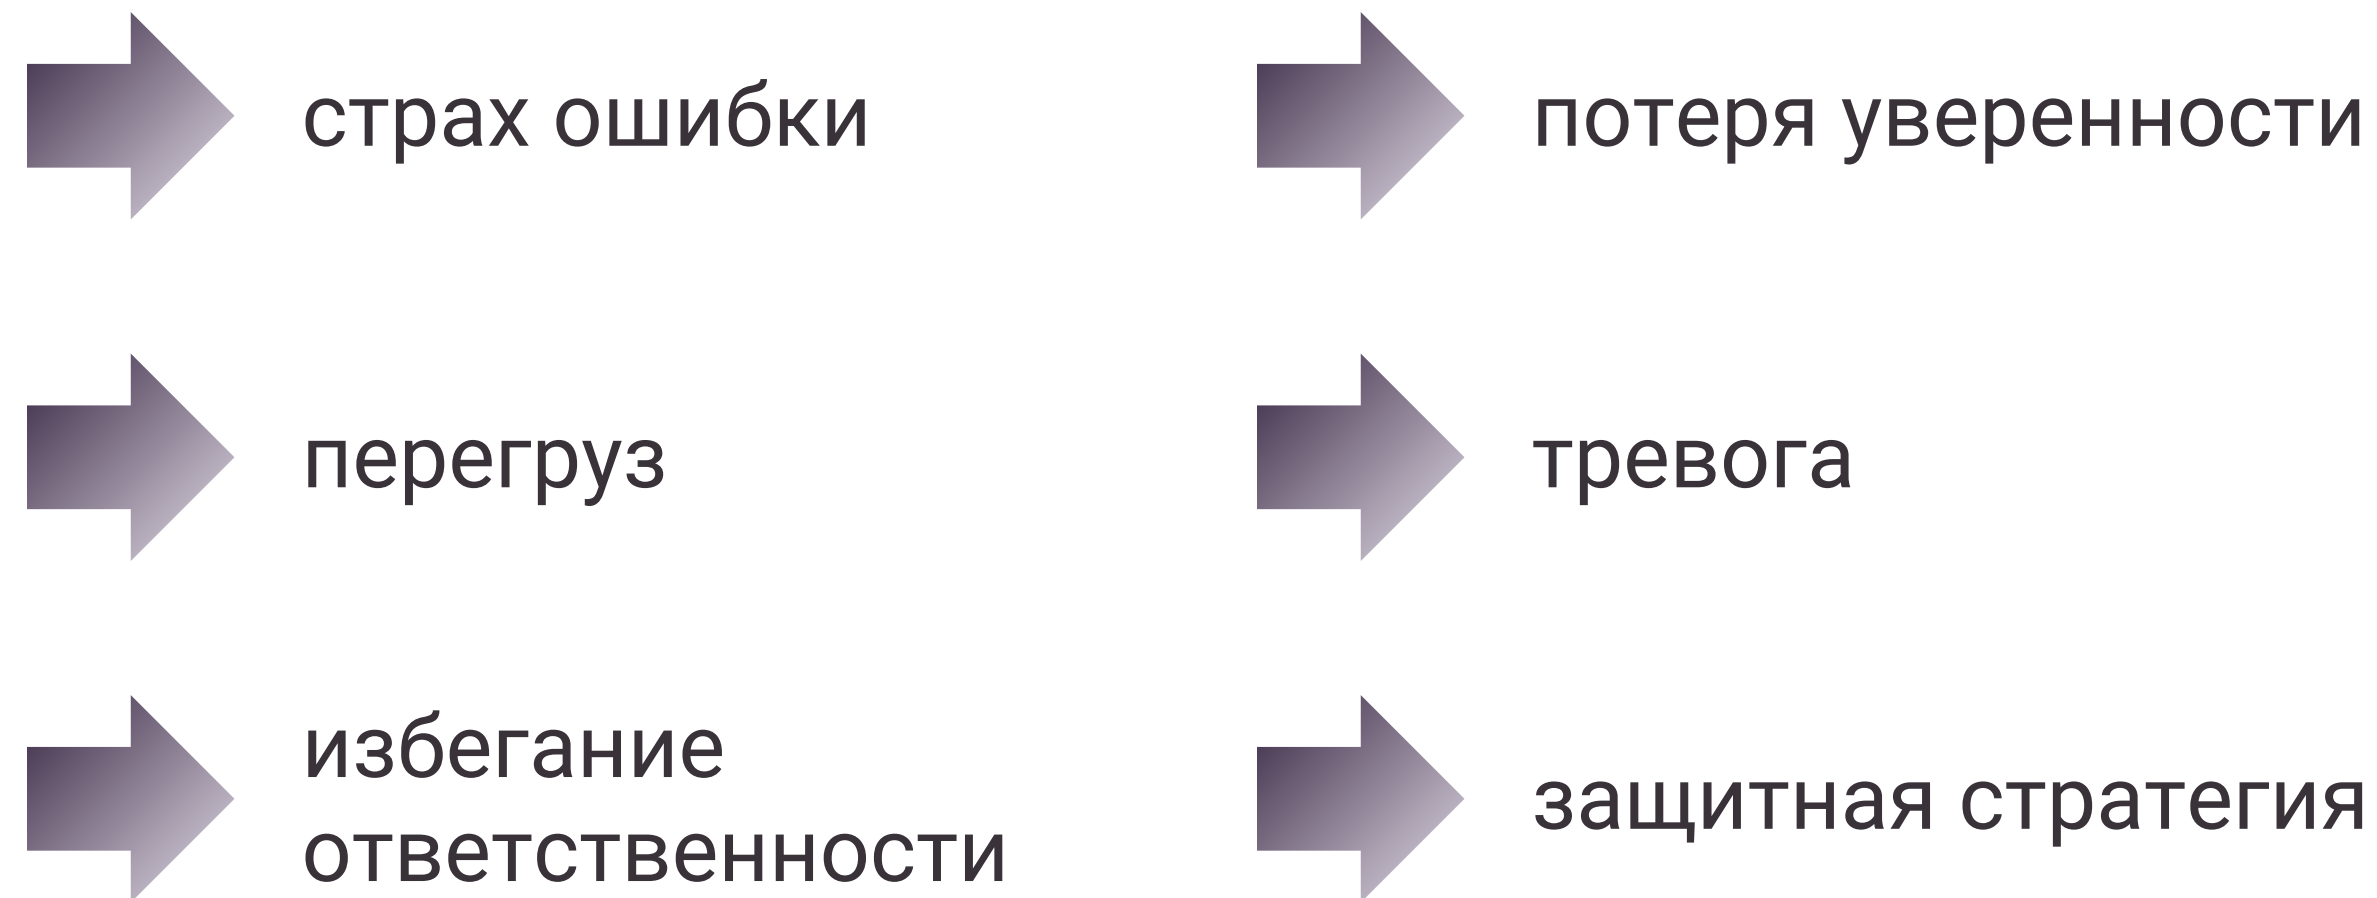 страх ошибки
потеря уверенности
перегруз
тревога
избегание
ответственности
защитная стратегия